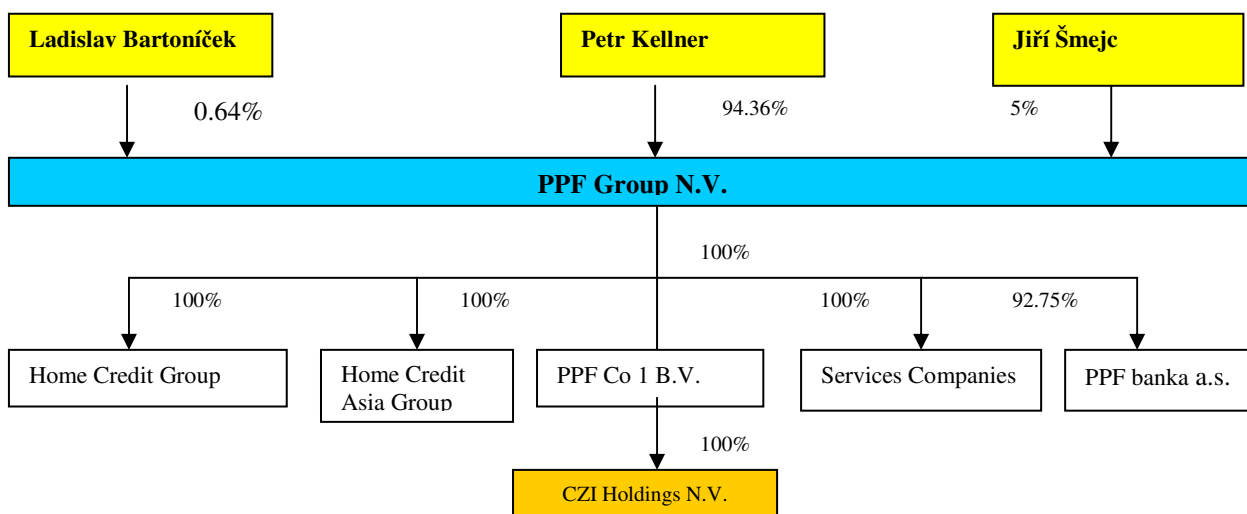 Ladislav Bartoníček
Petr Kellner
Jiří Šmejc
0.64%
94.36%
5%
PPF Group N.V.
100%
100%
100%
100%
92.75%
Home Credit Group
Home Credit
Asia Group
PPF Co 1 B.V.
Services Companies
PPF banka a.s.
100%
CZI Holdings N.V.